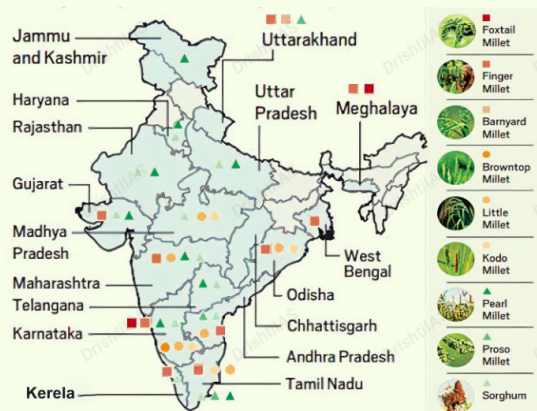 Jammu
and Kashmir
Uttarakhand
Haryana
Uttar
Pradesh
Meghalaya
Rajasthan
Gujarat
Madhya
Pradesh
West
Bengal
Maharashtra
Odisha
Telangana
Karnataka
Chhattisgarh
Andhra Pradesh
Tamil Nadu
Kerela
Foxtail
Millet
Finger
Millet
Barnyard
Millet
Browntop
Millet
Little
Millet
Kodo
Millet
Pearl
Millet
Proso
Millet
Sorghum
DrishtiIAS